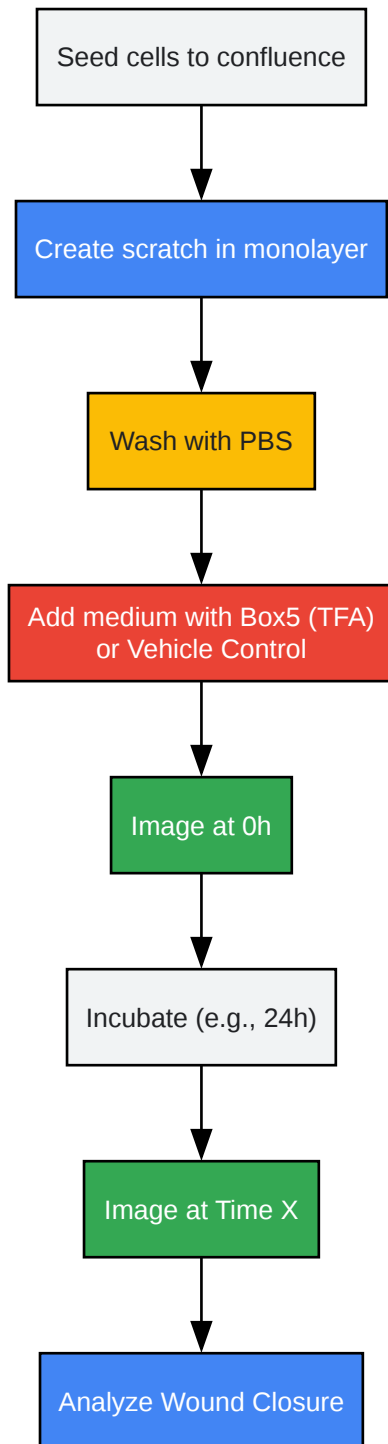 Seed cells to confluence
Create scratch in monolayer
Wash with PBS
Add medium with Box5 (TFA)
or Vehicle Control
Image at 0h
Incubate (e.g., 24h)
Image at Time X
Analyze Wound Closure